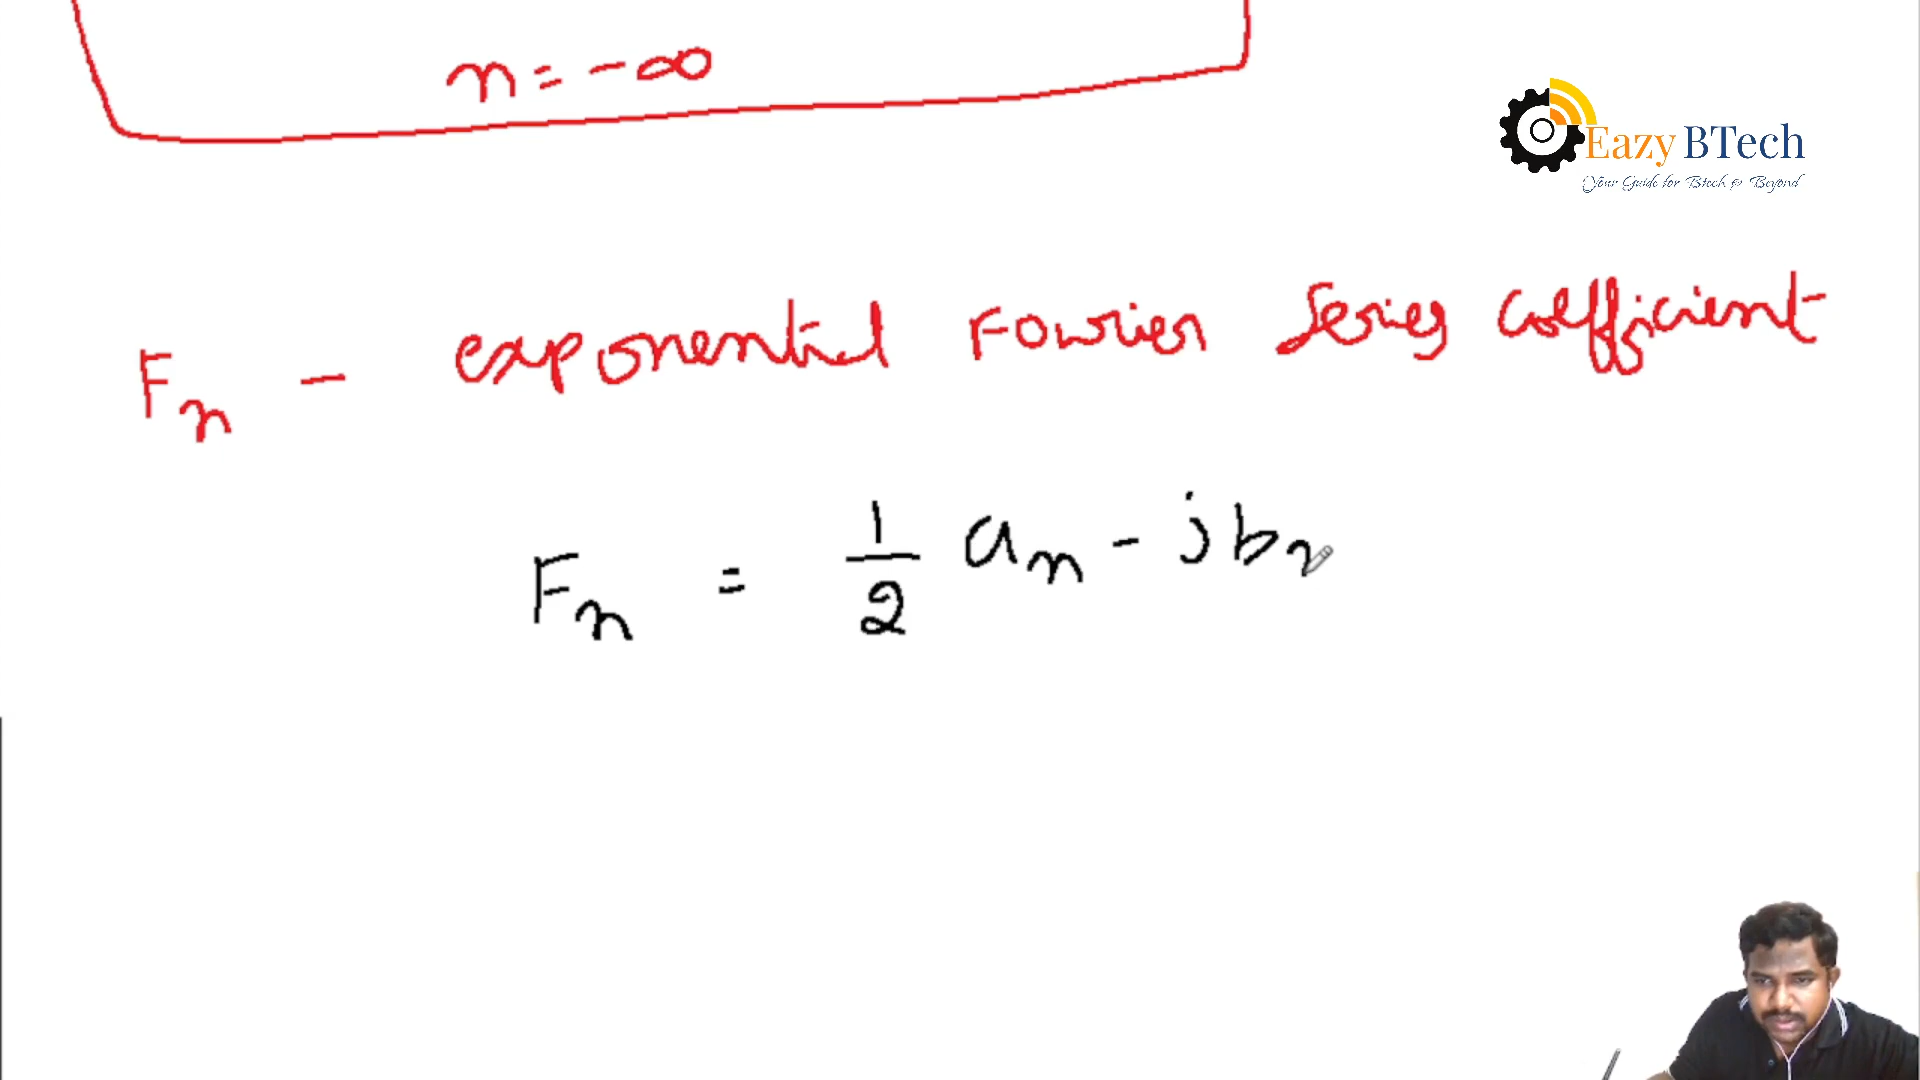 n = -∞
Eazy BTech
Your Guide for Btech & Beyond
Fn - exponential Fourier Series coefficient
Fn = 1/2 an - jbn